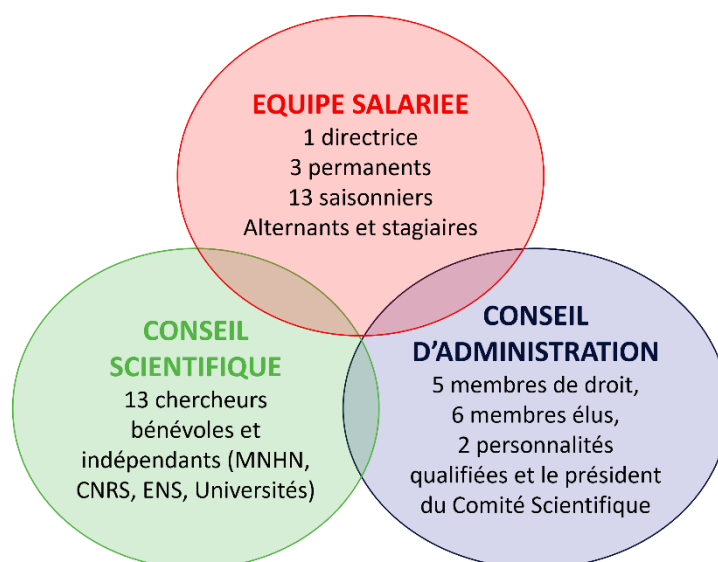 EQUIPE SALARIEE
1 directrice
3 permanents
13 saisonniers
Alternants et stagiaires
CONSEIL
SCIENTIFIQUE
13 chercheurs
bénévoles et
indépendants (MNHN,
CNRS, ENS, Universités)
CONSEIL
D’ADMINISTRATION
5 membres de droit,
6 membres élus,
2 personnalités
qualifiées et le président
du Comité Scientifique